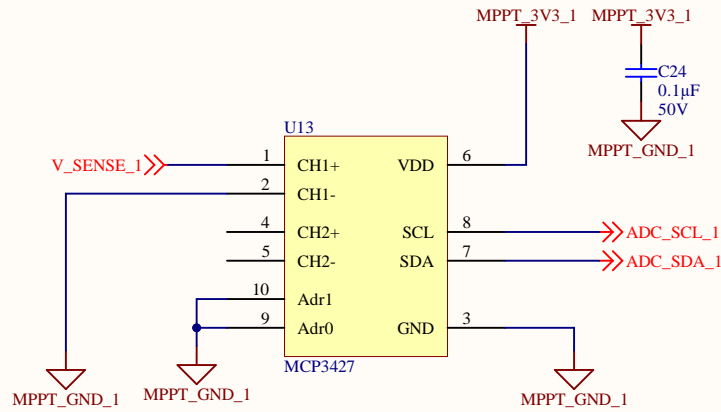 MPPT_3V3_1
MPPT_3V3_1
C24
0.1µF
50V
MPPT_GND_1
U13
V_SENSE_1
1
CH1+
VDD
6
2
CH1-
4
CH2+
SCL
8
ADC_SCL_1
5
CH2-
SDA
7
ADC_SDA_1
10
Adr1
9
Adr0
GND
3
MCP3427
MPPT_GND_1
MPPT_GND_1
MPPT_GND_1